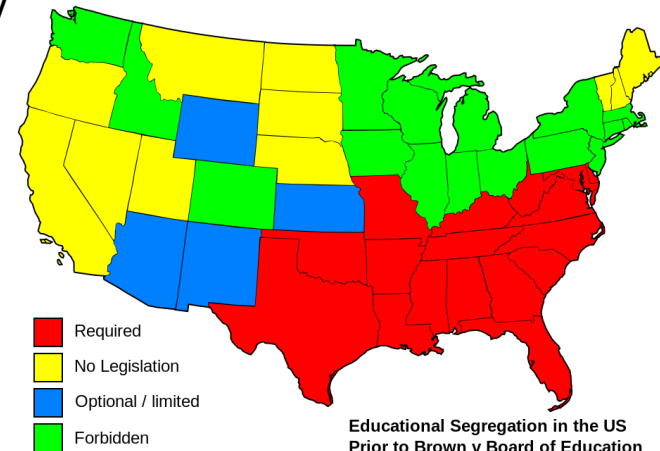 Required
No Legislation
Optional / limited
Forbidden
Educational Segregation in the US
Prior to Brown v Board of Education